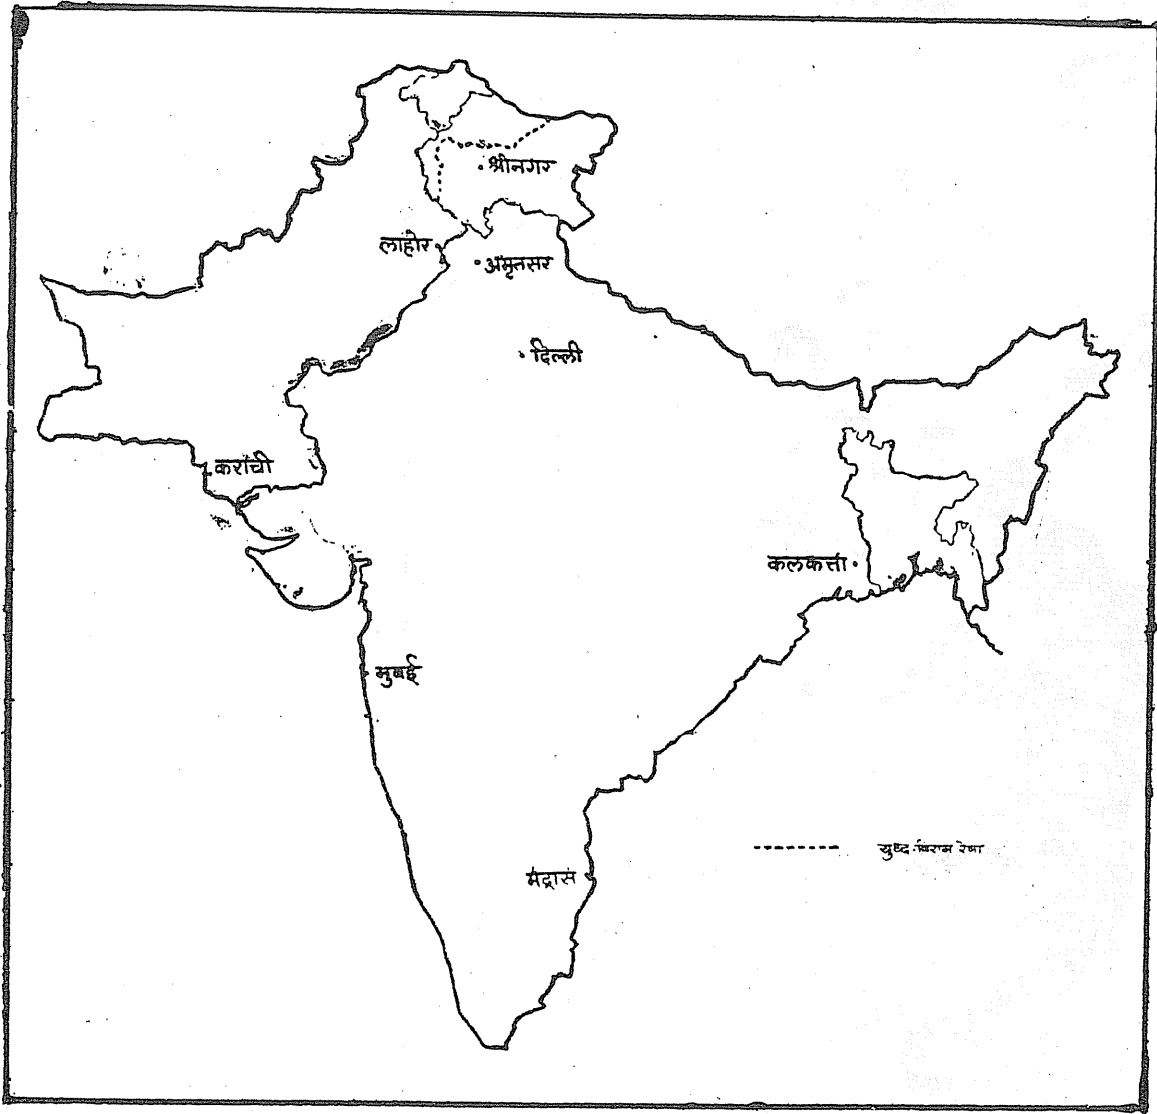 श्रीनगर
लाहौर
अमृतसर
दिल्ली
करांची
कलकत्ता
मुबई
युध्द विराम रेषा
मद्रास